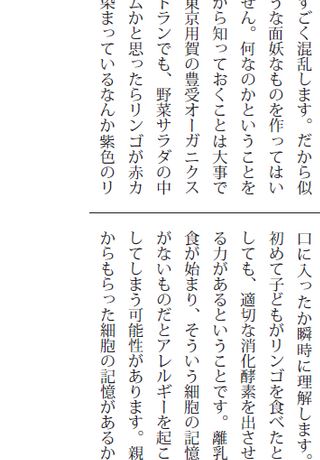 すごく混乱します。だから似
うな面妖なものを作ってはい
せん。何なのかということを
から知っておくことは大事で
東京用賀の豊受オーガニクス
トランでも、野菜サラダの中
ムかと思ったらリンゴが赤カ
染まっているなんか紫色のリ
口に入ったか瞬時に理解します。
初めて子どもがリンゴを食べたと
しても、適切な消化酵素を出させ
る力があるということです。離乳
食が始まり、そういう細胞の記憶
がないものだとアレルギーを起こ
してしまう可能性があります。親
からもらった細胞の記憶があるか